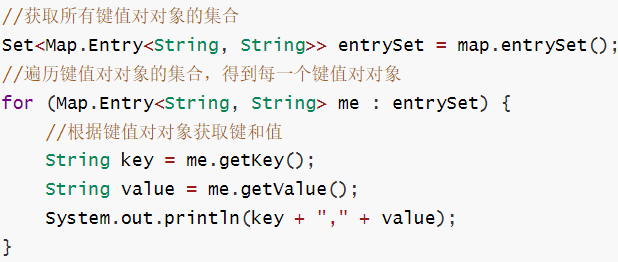 //获取所有键值对对象的集合
Set<Map.Entry<String, String>> entrySet = map.entrySet();
//遍历键值对对象的集合，得到每一个键值对对象
for (Map.Entry<String, String> me : entrySet) {
    //根据键值对对象获取键和值
    String key = me.getKey();
    String value = me.getValue();
    System.out.println(key + "," + value);
}